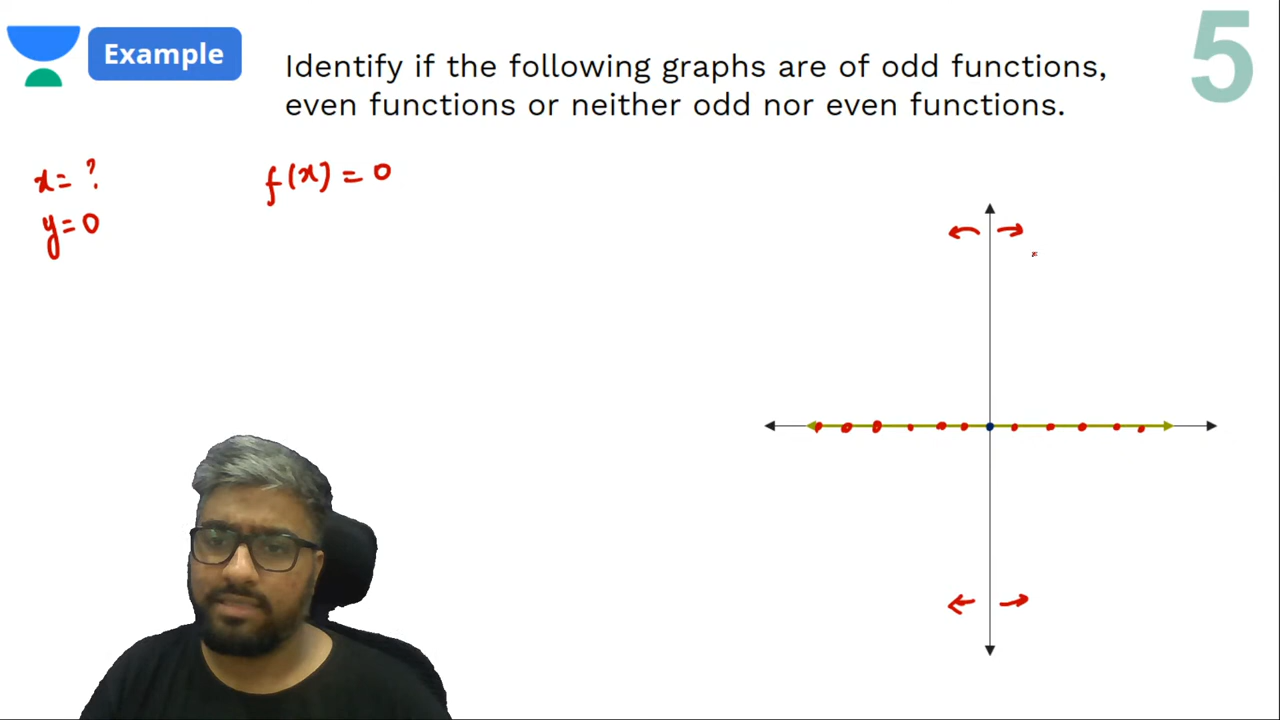 Example
5
Identify if the following graphs are of odd functions,
even functions or neither odd nor even functions.
x = ?
f(x) = 0
y = 0